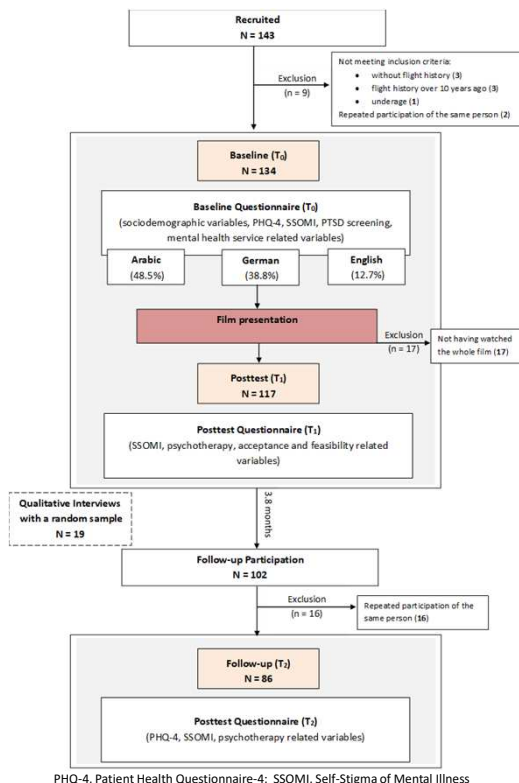 Recruited
N = 143
Exclusion
(n = 9)
Not meeting inclusion criteria:
• without flight history (3)
• flight history over 10 years ago (3)
• underage (1)
Repeated participation of the same person (2)
Baseline (T₀)
N = 134
Baseline Questionnaire (T₀)
(sociodemographic variables, PHQ-4, SSOMI, PTSD screening,
mental health service related variables)
Arabic
(48.5%)
German
(38.8%)
English
(12.7%)
Film presentation
Exclusion
(n = 17)
Not having watched
the whole film (17)
Posttest (T₁)
N = 117
Posttest Questionnaire (T₁)
(SSOMI, psychotherapy, acceptance and feasibility related
variables)
Qualitative Interviews
with a random sample
N = 19
3.8 months
Follow-up Participation
N = 102
Exclusion
(n = 16)
Repeated participation of the
same person (16)
Follow-up (T₂)
N = 86
Posttest Questionnaire (T₂)
(PHQ-4, SSOMI, psychotherapy related variables)
PHQ-4, Patient Health Questionnaire-4; SSOMI, Self-Stigma of Mental Illness